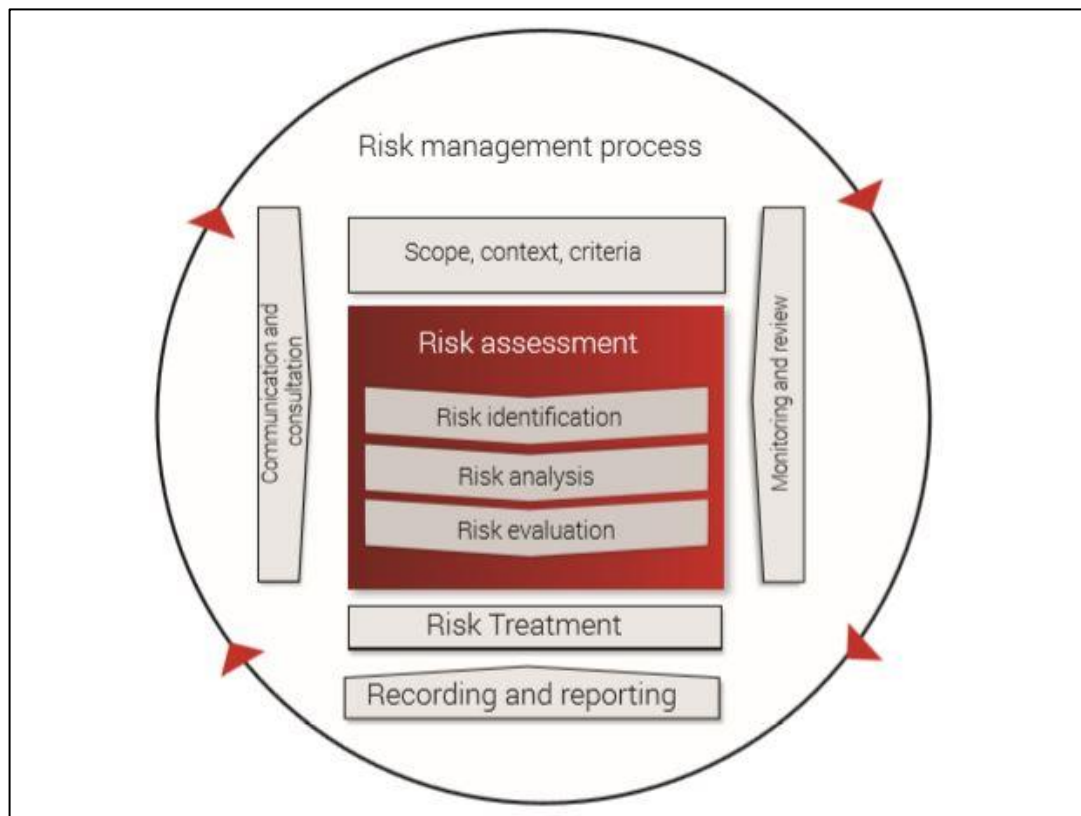 Risk management process
Scope, context, criteria
Communication and
consultation
Risk assessment
Risk identification
Risk analysis
Risk evaluation
Monitoring and review
Risk Treatment
Recording and reporting